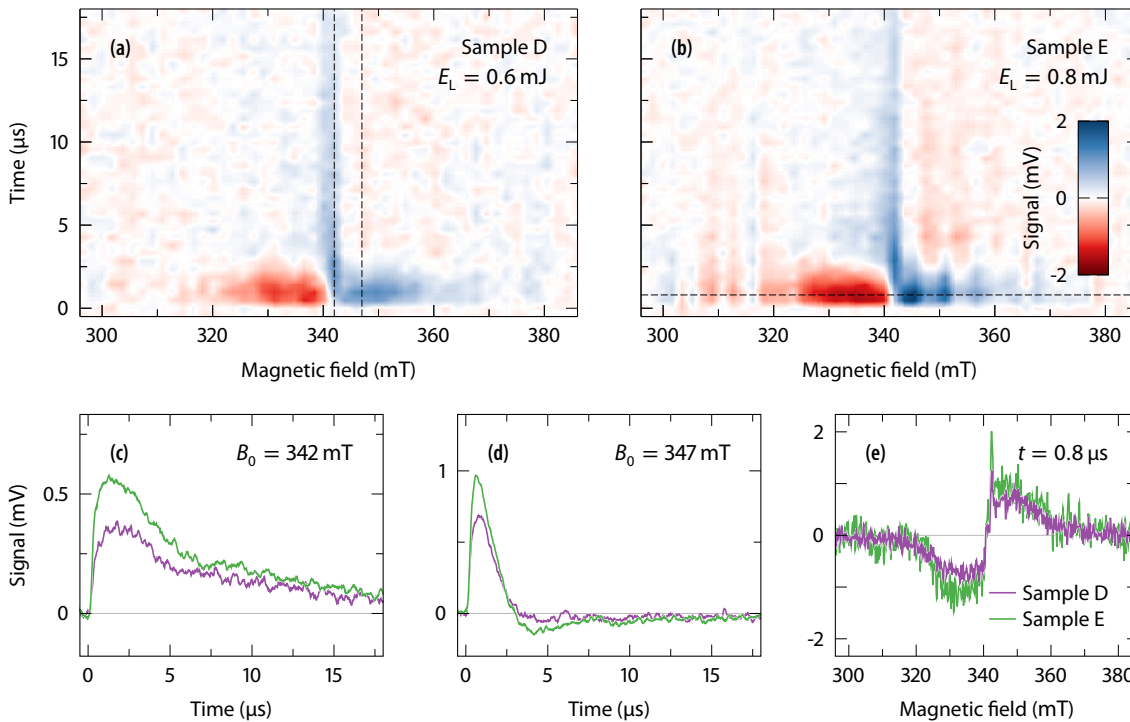 (a)
Sample D
E_L = 0.6 mJ
Time (µs)
15
10
5
0
300
320
340
360
380
Magnetic field (mT)
(b)
Sample E
E_L = 0.8 mJ
Signal (mV)
2
0
-2
300
320
340
360
380
Magnetic field (mT)
(c)
B_0 = 342 mT
Signal (mV)
0.5
0
0
5
10
15
Time (µs)
(d)
B_0 = 347 mT
1
0
0
5
10
15
Time (µs)
(e)
t = 0.8 µs
2
0
-2
Sample D
Sample E
300
320
340
360
380
Magnetic field (mT)